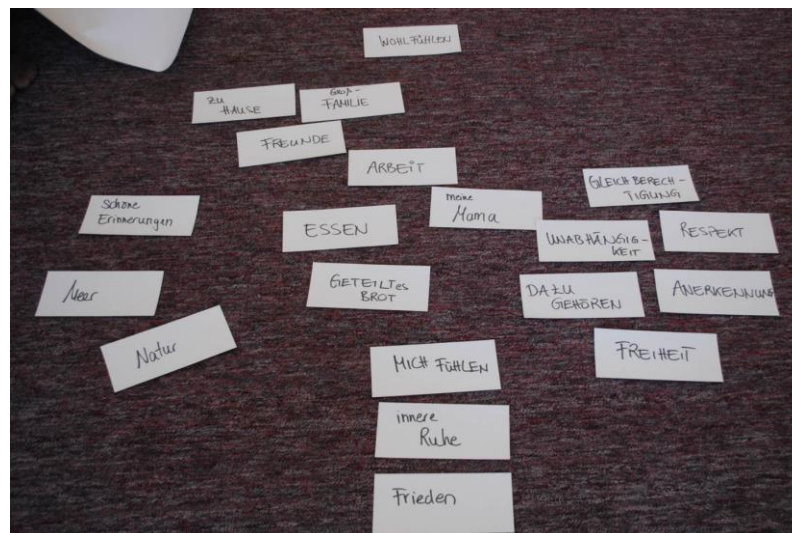 WOHLFÜHLEN
ZU
HAUSE
GROß-
FAMILIE
FREUNDE
ARBEIT
GLEICHBERECH-
TIGUNG
schöne
Erinnerungen
meine
Mama
ESSEN
UNABHÄNGIG-
KEIT
RESPEKT
Meer
GETEILTes
BROT
DAZU
GEHÖREN
ANERKENNUNG
Natur
MICH FÜHLEN
FREIHEIT
innere
Ruhe
Frieden